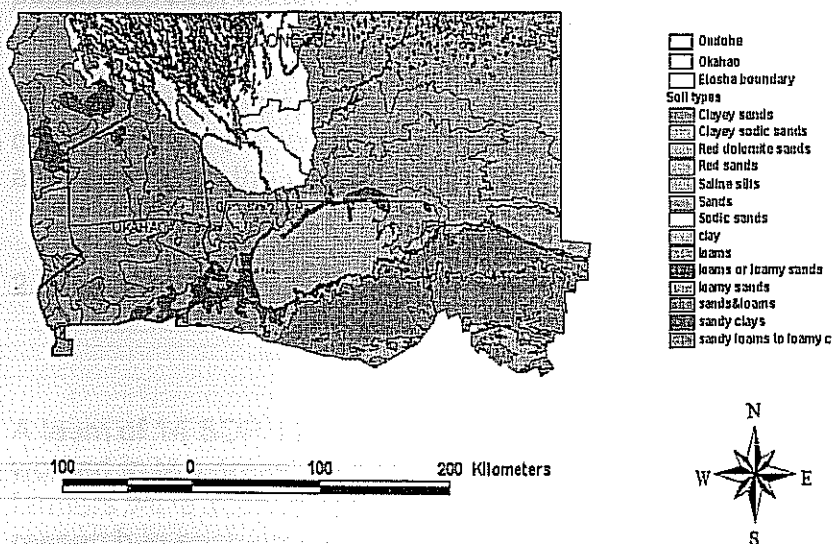 Okahao
Etosha boundary
Soil types
Clayey sands
Clayey sodic sands
Red dolomite sands
Red sands
Saline silts
Sands
Sodic sands
clay
loams
loams or loamy sands
loamy sands
sands&loams
sandy clays
sandy loams to loamy c
100 0 100 200 Kilometers
N
W E
S